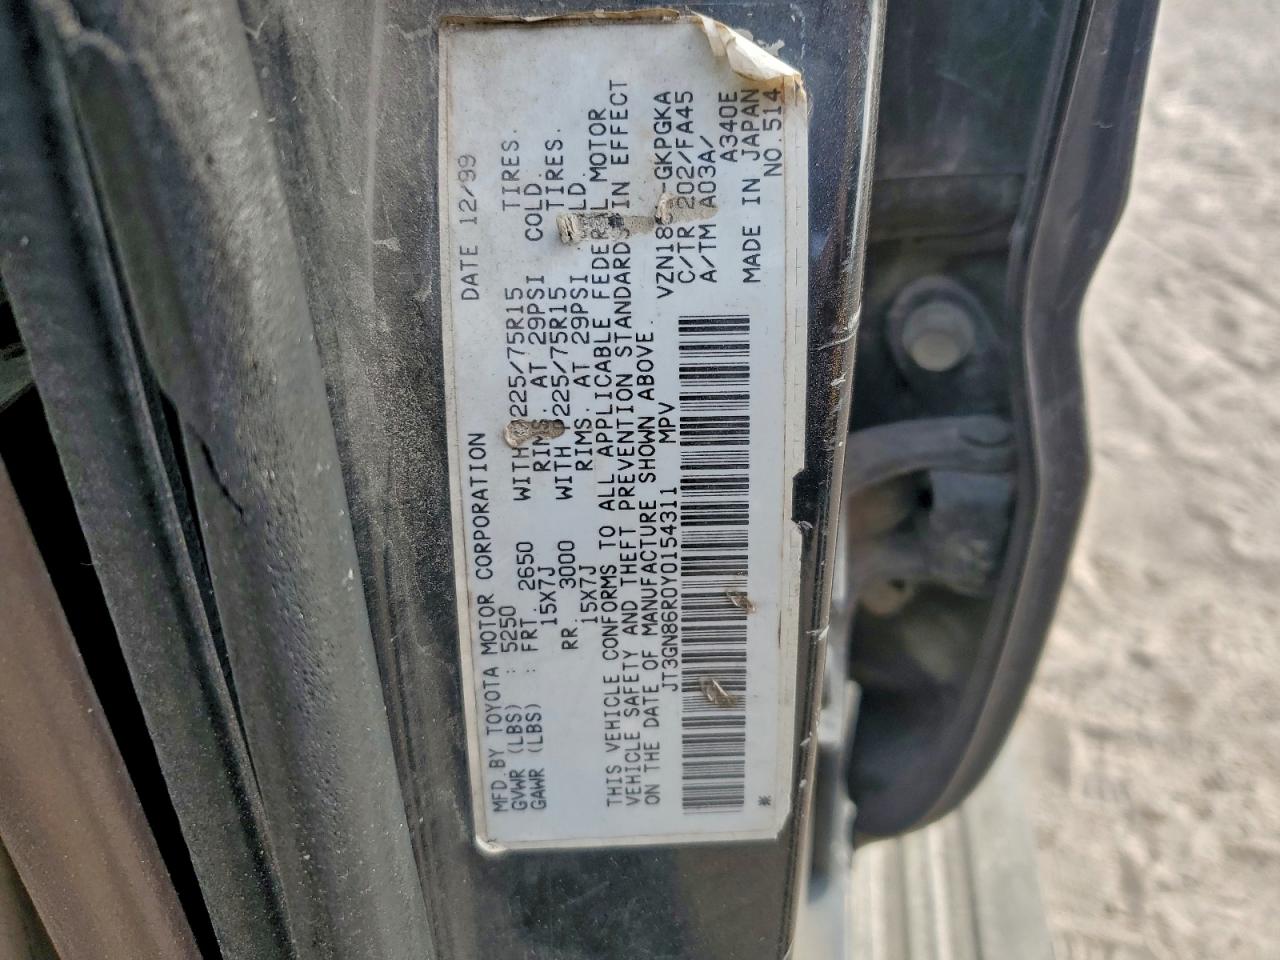 MFD.BY TOYOTA MOTOR CORPORATION DATE 12/99
GVWR (LBS) : 5250
GAWR (LBS) : FRT. 2650 WITH 225/75R15 TIRES.
15X7J RIMS. AT 29PSI COLD.
RR. 3000 WITH P225/75R15 TIRES.
15X7J RIMS. AT 29PSI
THIS VEHICLE CONFORMS TO ALL APPLICABLE MOTOR
VEHICLE SAFETY AND THEFT PREVENTION IN EFFECT
ON THE DATE OF MANUFACTURE SHOWN ABOVE.
JT3GN86R0Y0154311 MPV
GKPGKA
C/TR 202/FA45
A/TM A03A/
A340E
MADE IN JAPAN
NO.514
※